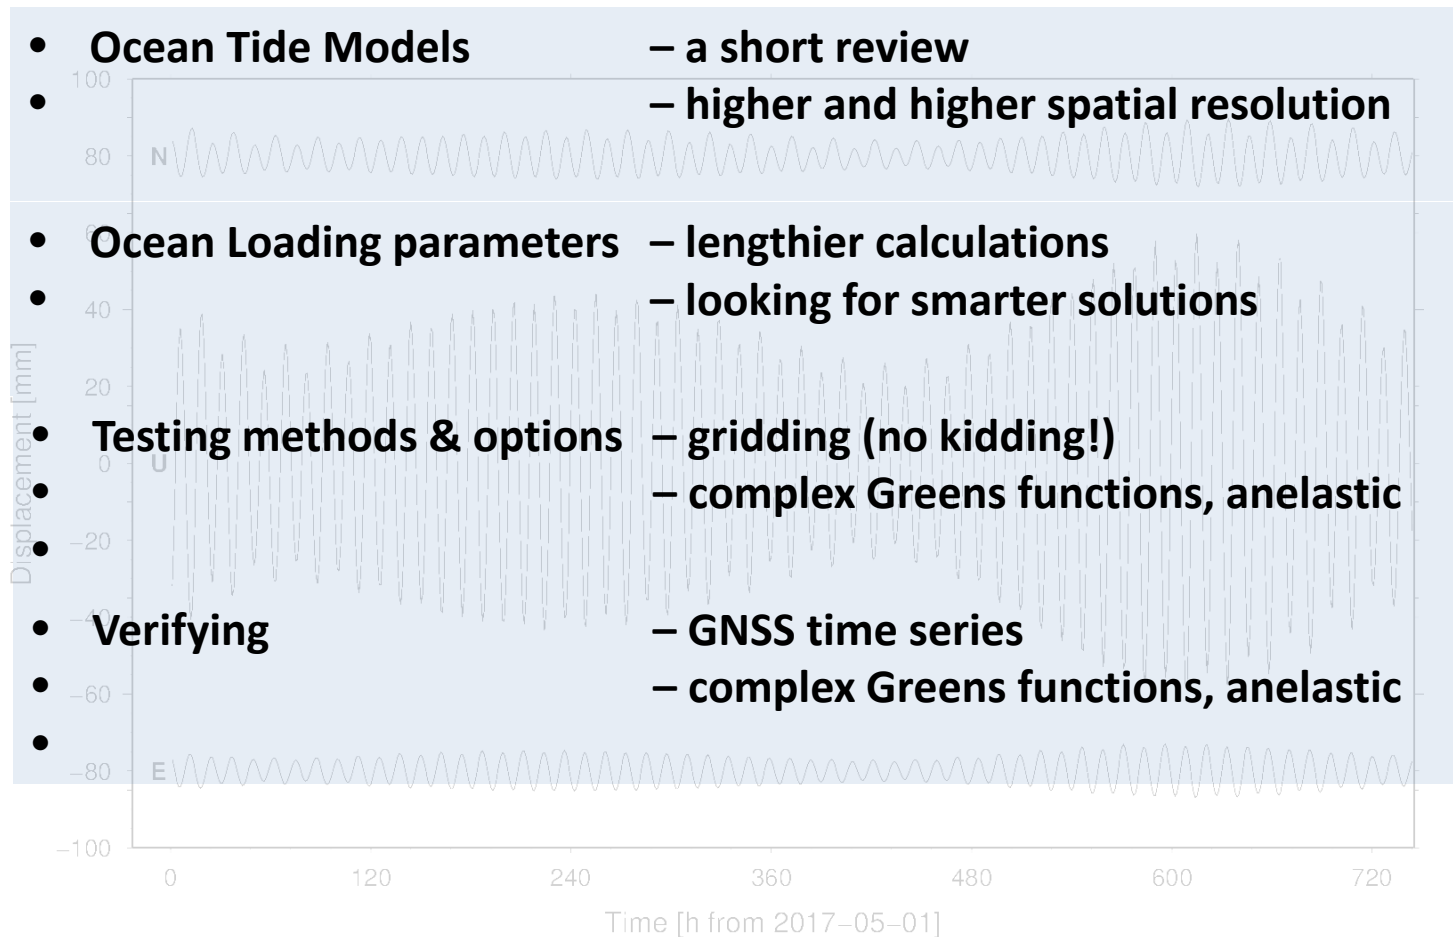 • Ocean Tide Models – a short review
• – higher and higher spatial resolution
• Ocean Loading parameters – lengthier calculations
• – looking for smarter solutions
• Testing methods & options – gridding (no kidding!)
• – complex Greens functions, anelastic
•
• Verifying – GNSS time series
• – complex Greens functions, anelastic
•
100
80
60
40
20
0
−20
−40
−60
−80
−100
N
U
E
Displacement [mm]
0 120 240 360 480 600 720
Time [h from 2017−05−01]